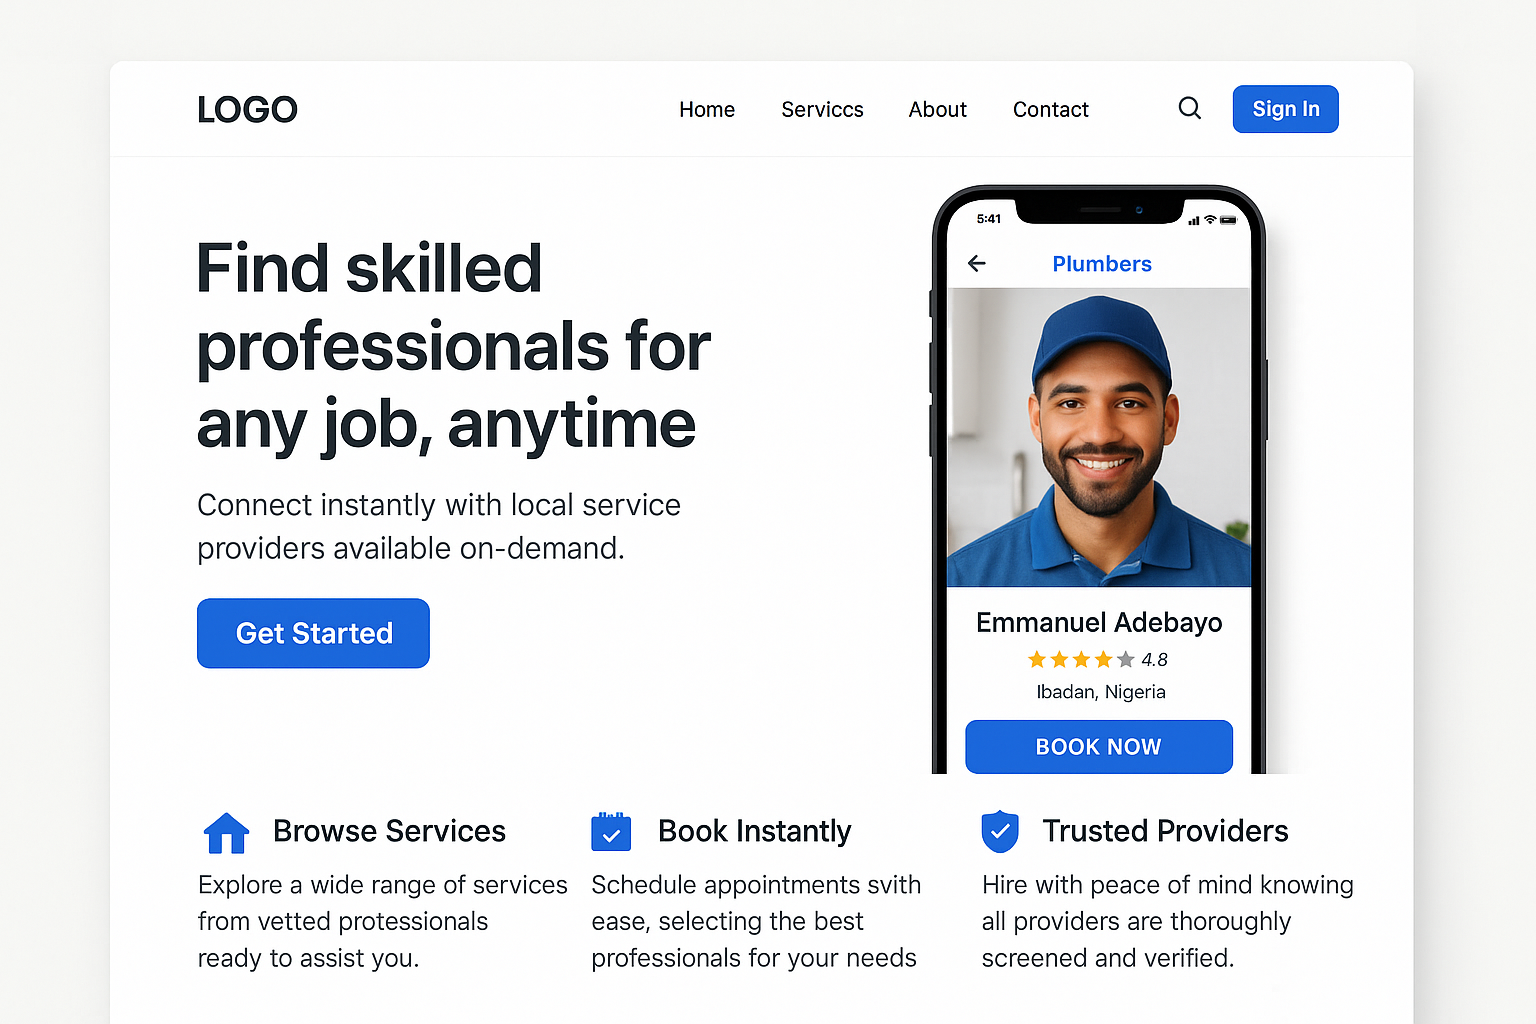 LOGO
Home Serviccs About Contact Sign In
Find skilled
professionals for
any job, anytime
Connect instantly with local service
providers available on-demand.
Get Started
5:41
Plumbers
Emmanuel Adebayo
4.8
Ibadan, Nigeria
BOOK NOW
Browse Services
Explore a wide range of services
from vetted protessionals
ready to assist you.
Book Instantly
Schedule appointments svith
ease, selecting the best
professionals for your needs
Trusted Providers
Hire with peace of mind knowing
all providers are thoroughly
screened and verified.